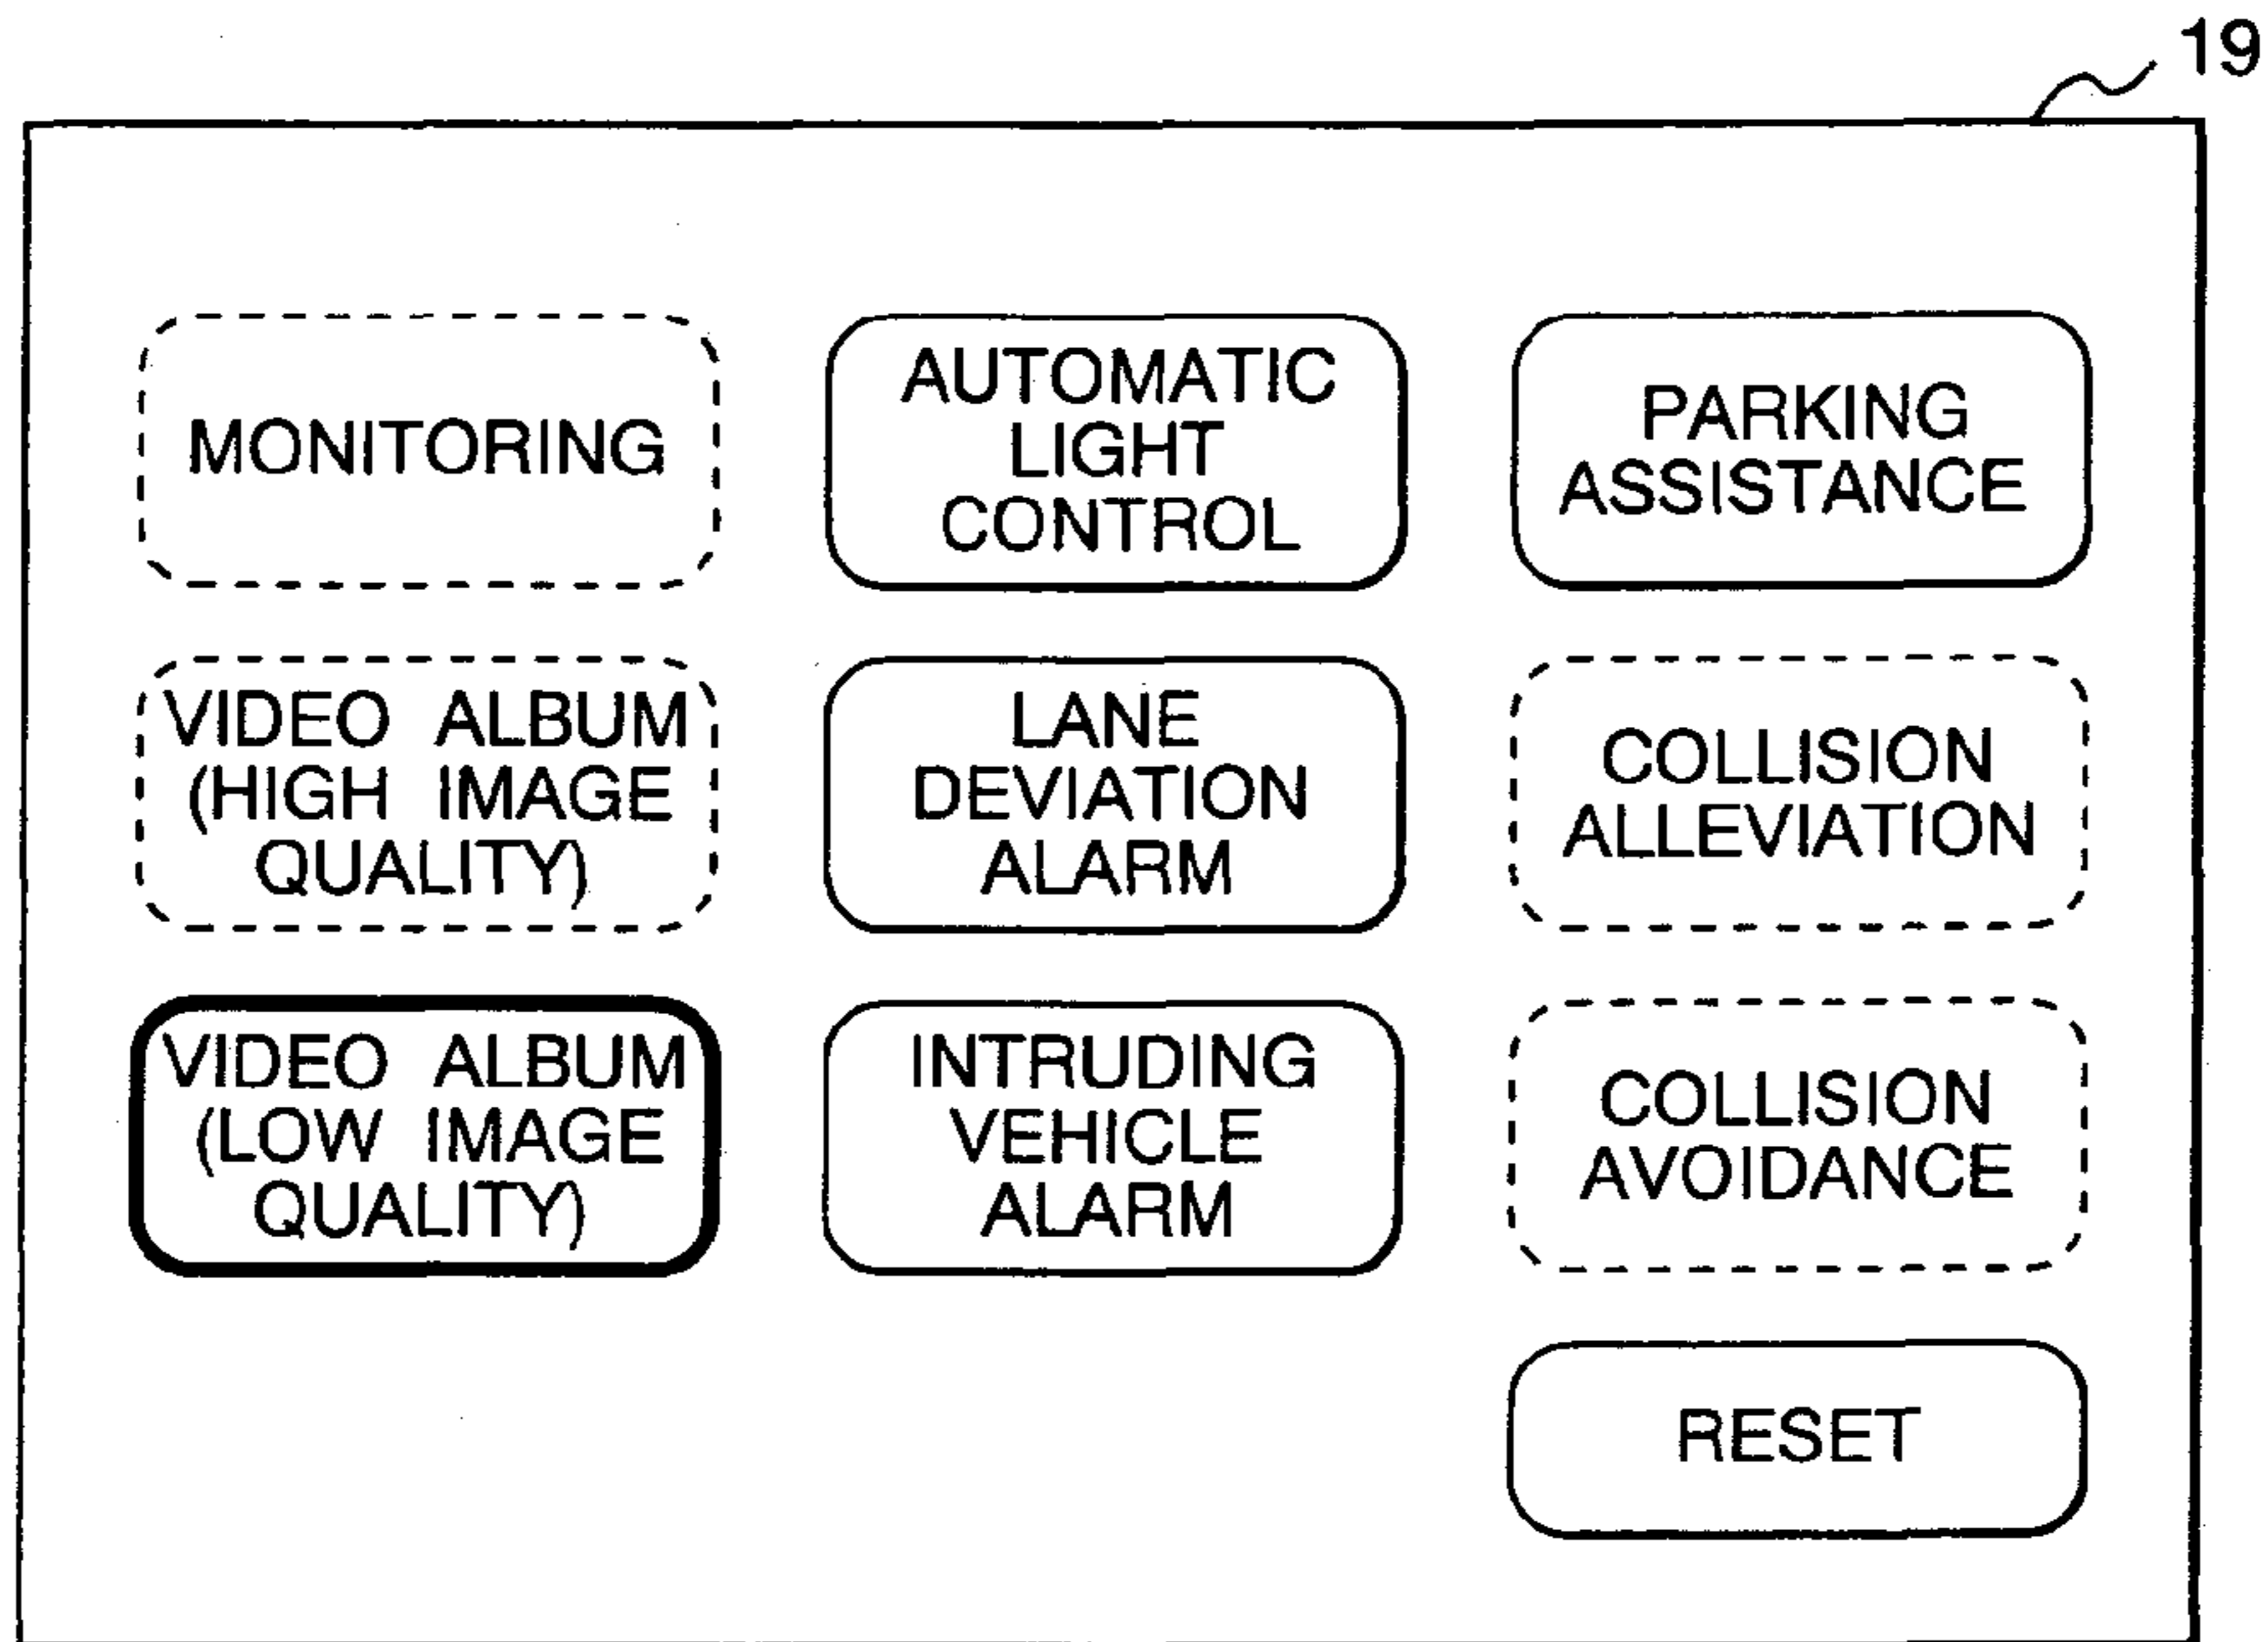 19
MONITORING
AUTOMATIC
LIGHT
CONTROL
PARKING
ASSISTANCE
VIDEO ALBUM
(HIGH IMAGE
QUALITY)
LANE
DEVIATION
ALARM
COLLISION
ALLEVIATION
VIDEO ALBUM
(LOW IMAGE
QUALITY)
INTRUDING
VEHICLE
ALARM
COLLISION
AVOIDANCE
RESET